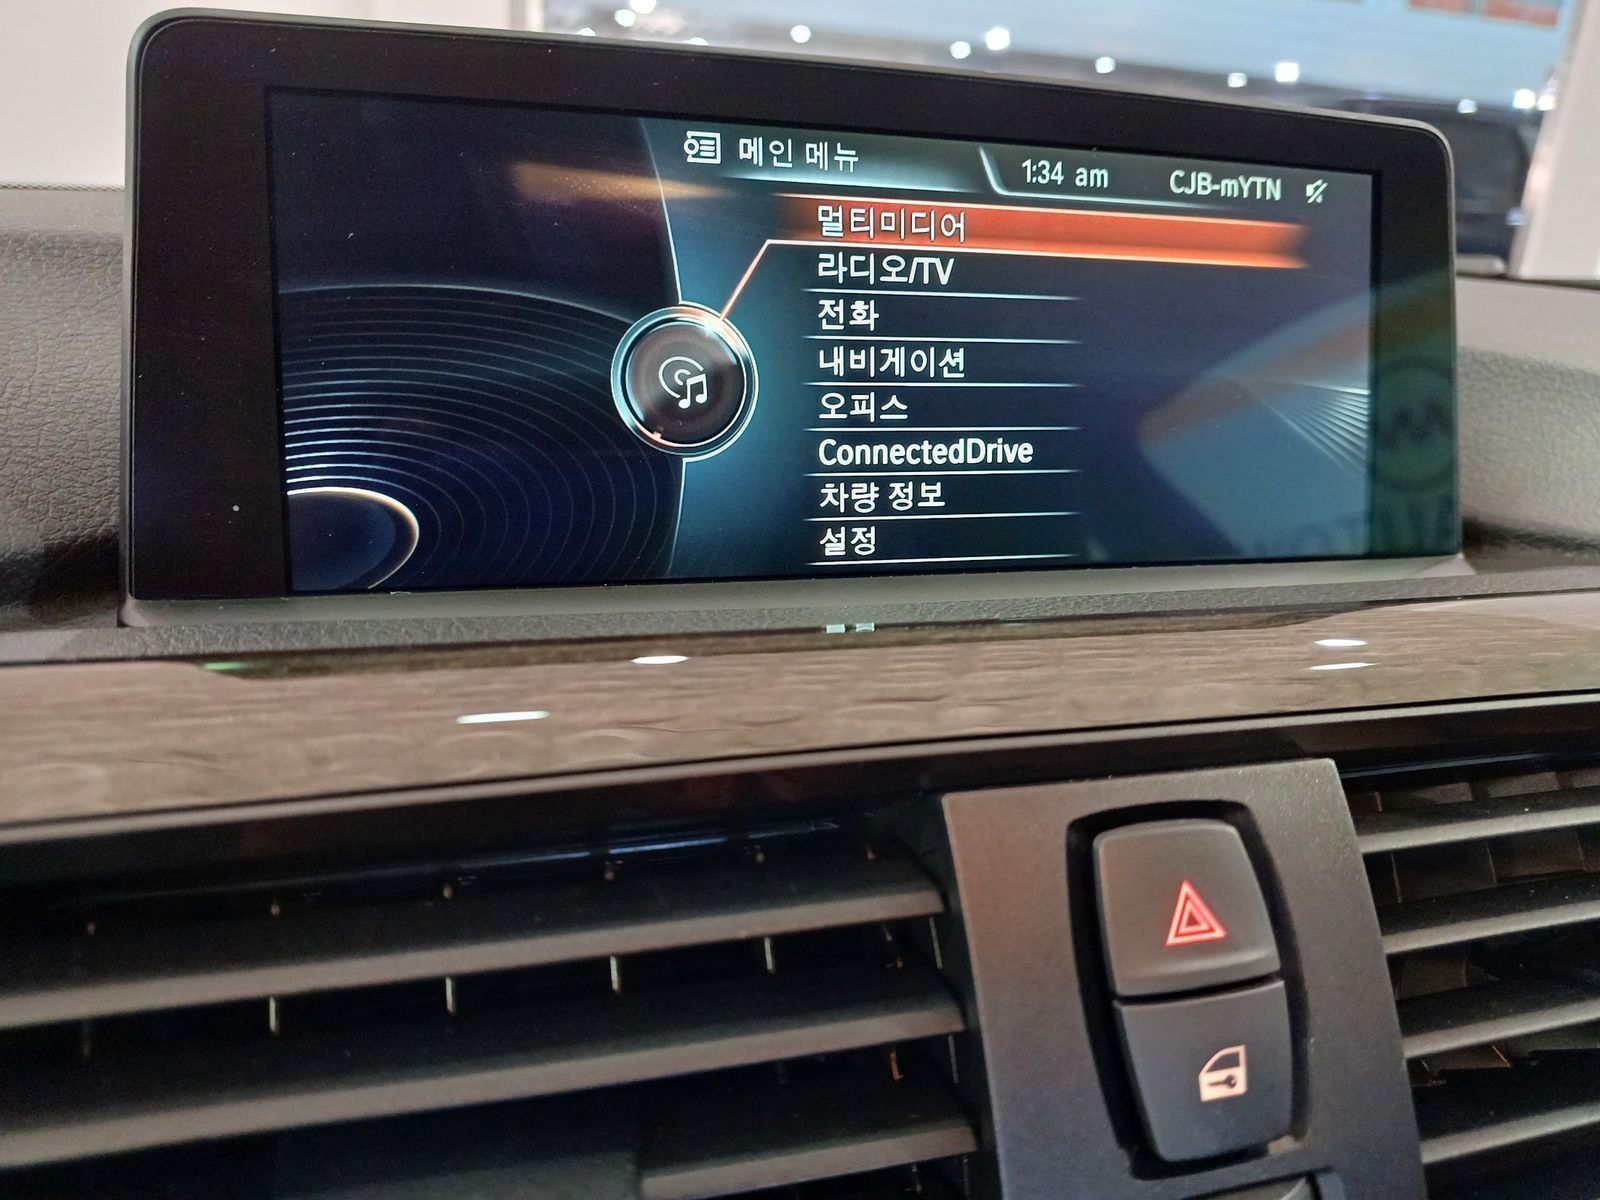 메인 메뉴 1:34 am CJB-mYTN
멀티미디어
라디오/TV
전화
내비게이션
오피스
ConnectedDrive
차량 정보
설정